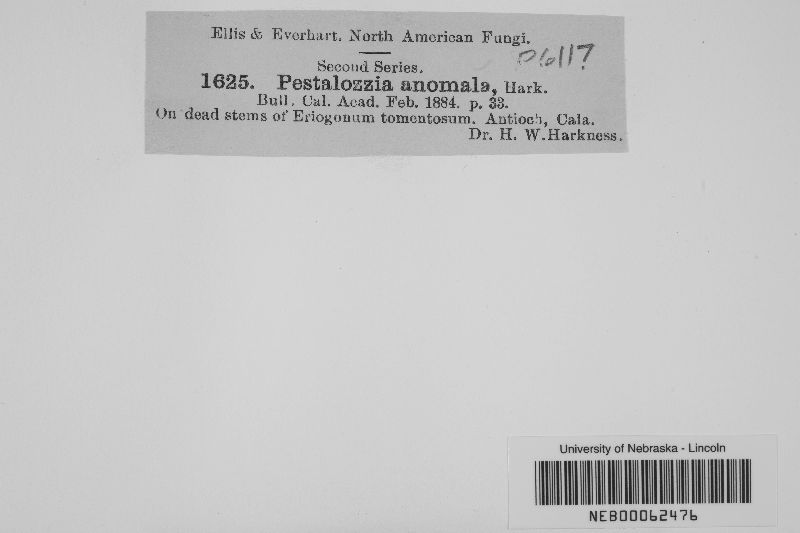 Ellis & Everhart. North American Fungi.
06117
Second Series.
1625. Pestalozzia anomala, Hark.
Bull. Cal. Acad. Feb. 1884. p. 33.
On dead stems of Eriogonum tomentosum. Antioch, Cala.
Dr. H. W. Harkness.
University of Nebraska - Lincoln
NEB00062476